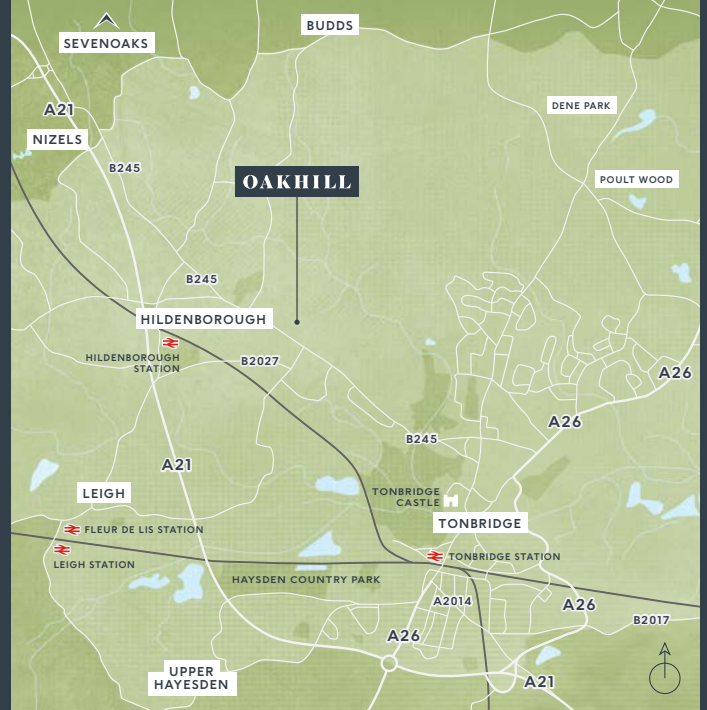 SEVENOAKS
BUDDS
A21
DENE PARK
NIZELS
B245
OAKHILL
POULT WOOD
B245
HILDENBOROUGH
HILDENBOROUGH
STATION
B2027
A26
A26
B245
A21
LEIGH
TONBRIDGE
CASTLE
TONBRIDGE
FLEUR DE LIS STATION
LEIGH STATION
TONBRIDGE STATION
HAYSDEN COUNTRY PARK
A2014
A26
B2017
A26
UPPER
HAYESDEN
A21